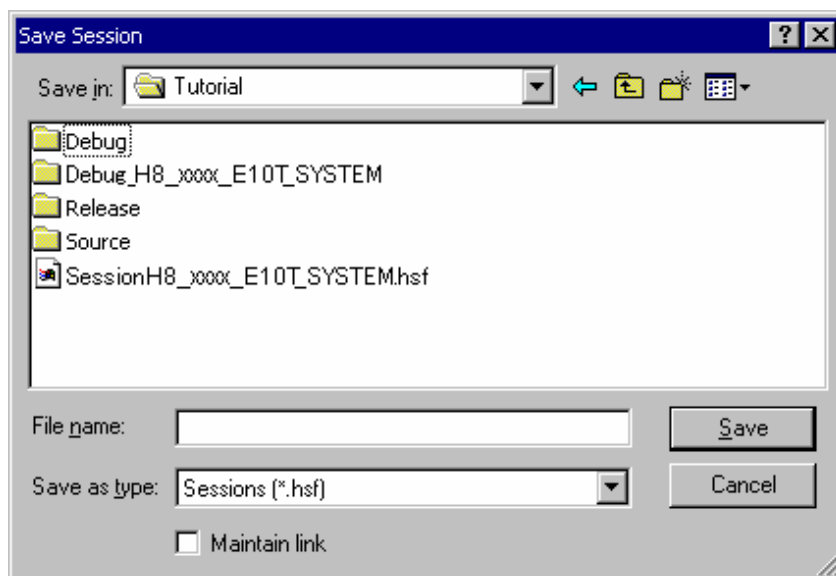 Save Session
Save in: Tutorial
Debug
Debug_H8_xxxx_E10T_SYSTEM
Release
Source
SessionH8_xxxx_E10T_SYSTEM.hsf
File name:
Save
Save as type: Sessions (*.hsf)
Cancel
Maintain link